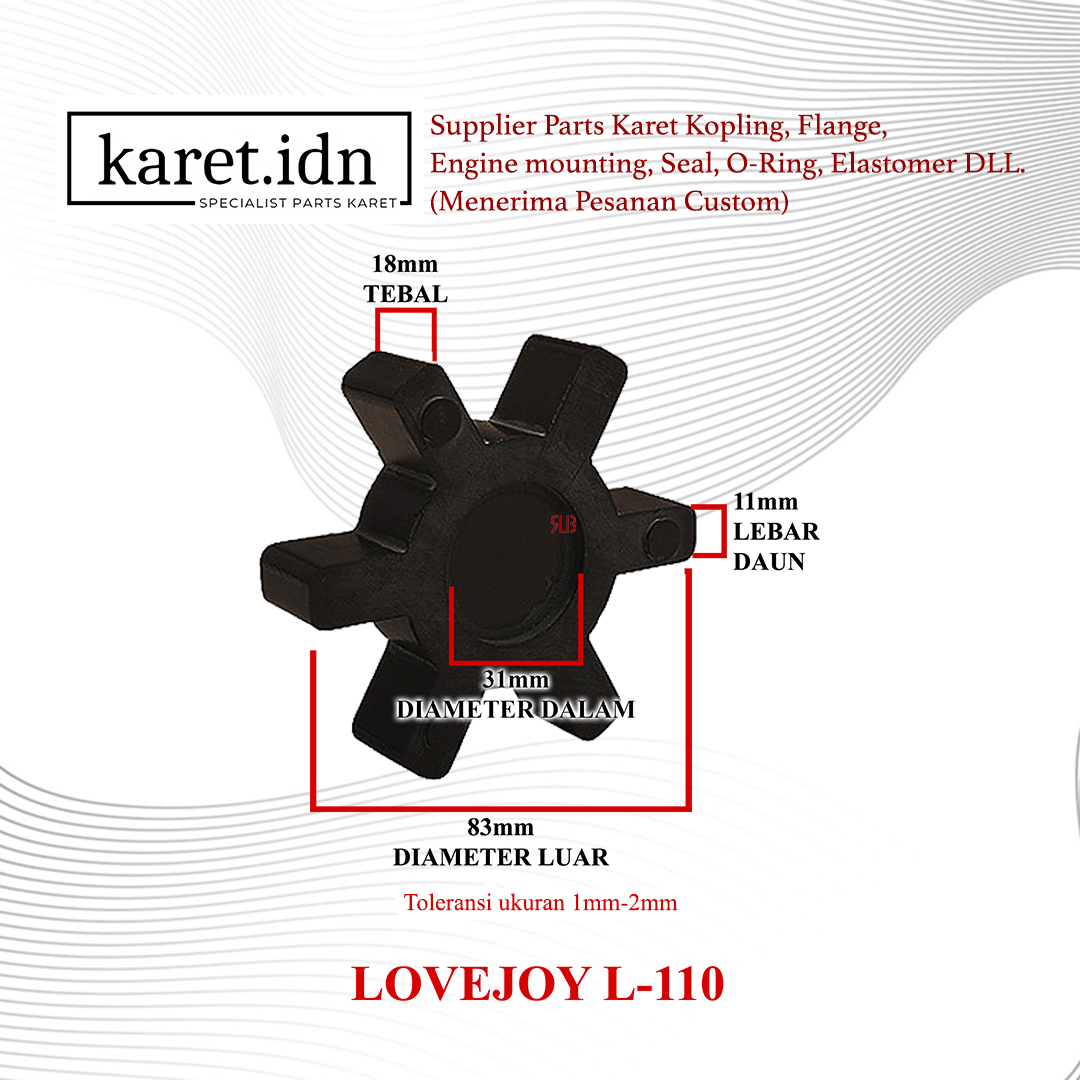 karet.idn
SPECIALIST PARTS KARET
Supplier Parts Karet Kopling, Flange,
Engine mounting, Seal, O-Ring, Elastomer DLL.
(Menerima Pesanan Custom)
18mm
TEBAL
11mm
LEBAR
DAUN
31mm
DIAMETER DALAM
83mm
DIAMETER LUAR
Toleransi ukuran 1mm-2mm
LOVEJOY L-110